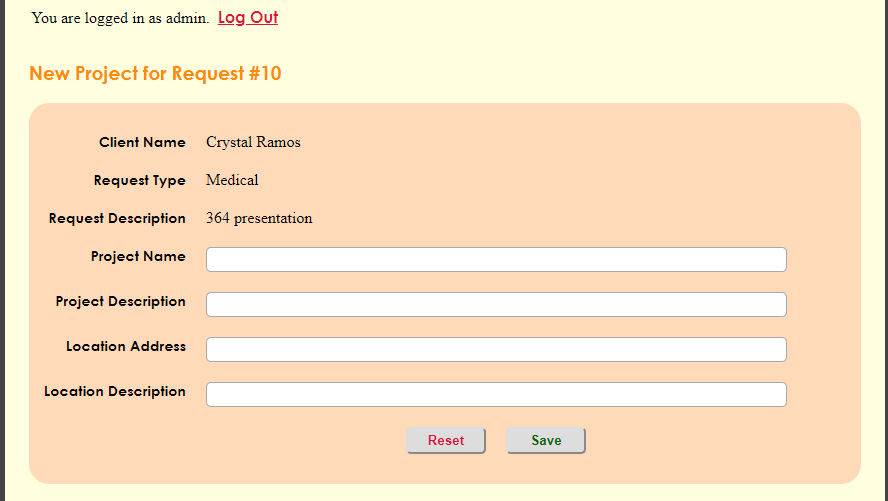 You are logged in as admin. Log Out
New Project for Request #10
Client Name Crystal Ramos
Request Type Medical
Request Description 364 presentation
Project Name
Project Description
Location Address
Location Description
Reset Save